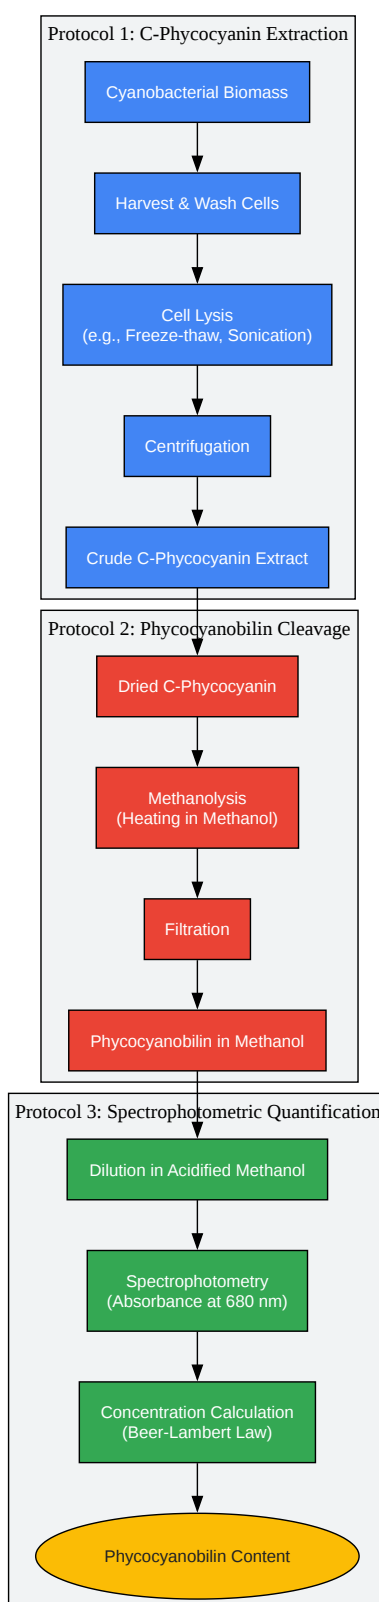 Protocol 1: C-Phycocyanin Extraction
Cyanobacterial Biomass
Harvest & Wash Cells
Cell Lysis
(e.g., Freeze-thaw, Sonication)
Centrifugation
Crude C-Phycocyanin Extract
Protocol 2: Phycocyanobilin Cleavage
Dried C-Phycocyanin
Methanolysis
(Heating in Methanol)
Filtration
Phycocyanobilin in Methanol
Protocol 3: Spectrophotometric Quantification
Dilution in Acidified Methanol
Spectrophotometry
(Absorbance at 680 nm)
Concentration Calculation
(Beer-Lambert Law)
Phycocyanobilin Content